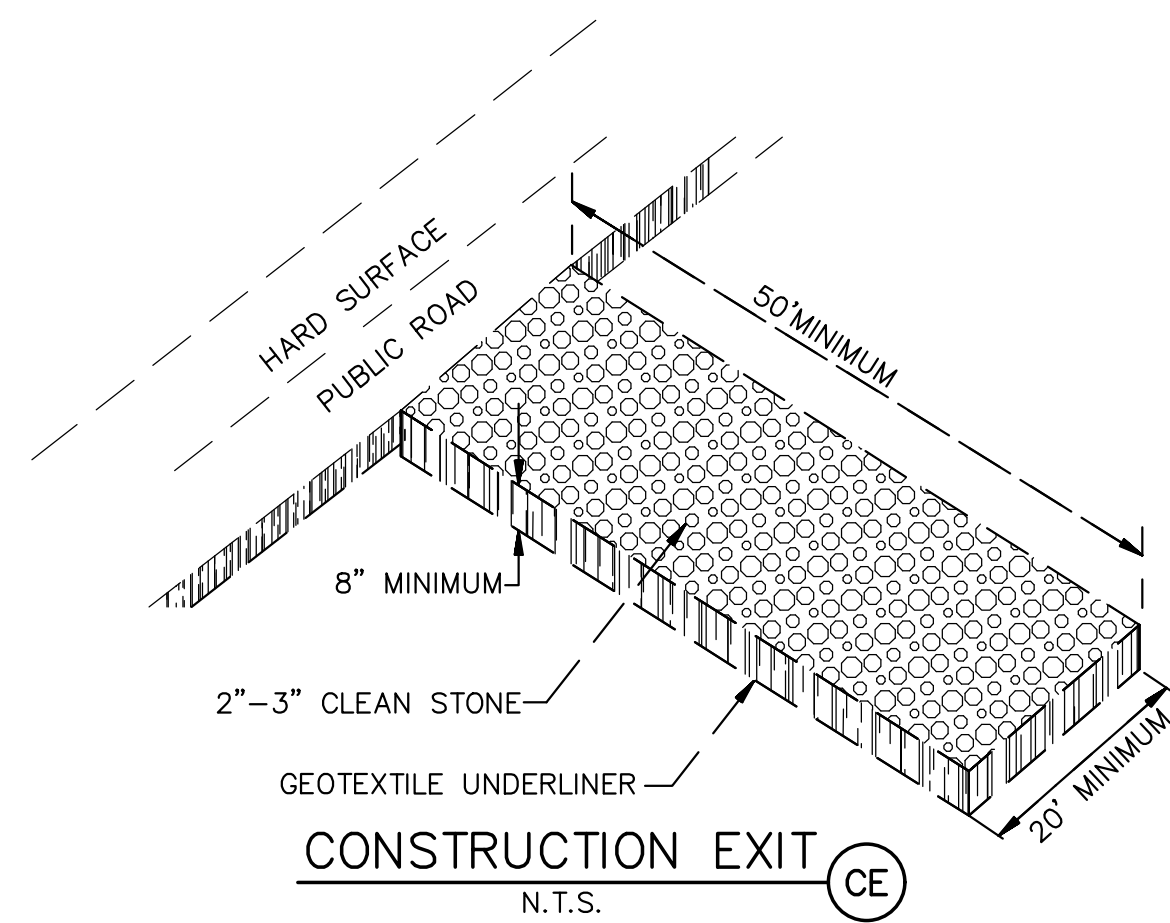 HARD SURFACE
PUBLIC ROAD
50'MINIMUM
8" MINIMUM
2"-3" CLEAN STONE
GEOTEXTILE UNDERLINER
20' MINIMUM
CONSTRUCTION EXIT
CE
N.T.S.